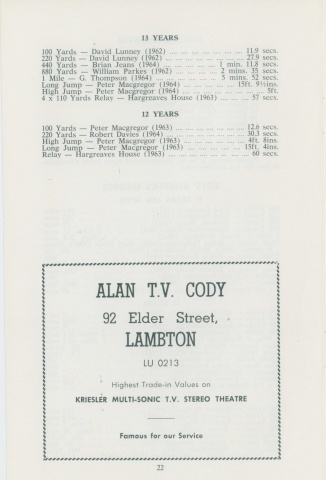 13 YEARS
100 Yards — David Lunney (1962) ... ... ... ... ... ... 11.9 secs.
220 Yards — David Lunney (1962) ... ... ... ... ... ... 27.9 secs.
440 Yards — Brian Jeans (1964) ... ... ... ... 1 min. 11.8 secs.
880 Yards — William Parkes (1962) ... ... ... 2 mins. 35 secs.
1 Mile — G. Thompson (1964) ... ... ... ... 5 mins. 52 secs.
Long Jump — Peter Macgregor (1964) ... ... ... 15ft. 9½ins.
High Jump — Peter Macgregor (1964) ... ... ... ... ... 5ft.
4 x 110 Yards Relay — Hargreaves House (1963) ... ... 57 secs.
12 YEARS
100 Yards — Peter Macgregor (1963) ... ... ... ... ... 12.6 secs.
220 Yards — Robert Davies (1964) ... ... ... ... ... 30.3 secs.
High Jump — Peter Macgregor (1963) ... ... ... ... 4ft. 8ins.
Long Jump — Peter Macgregor (1963) ... ... ... ... 15ft. 4ins.
Relay — Hargreaves House (1963) ... ... ... ... ... 60 secs.
ALAN T.V. CODY
92 Elder Street,
LAMBTON
LU 0213
Highest Trade-in Values on
KRIESLER MULTI-SONIC T.V. STEREO THEATRE
Famous for our Service
22